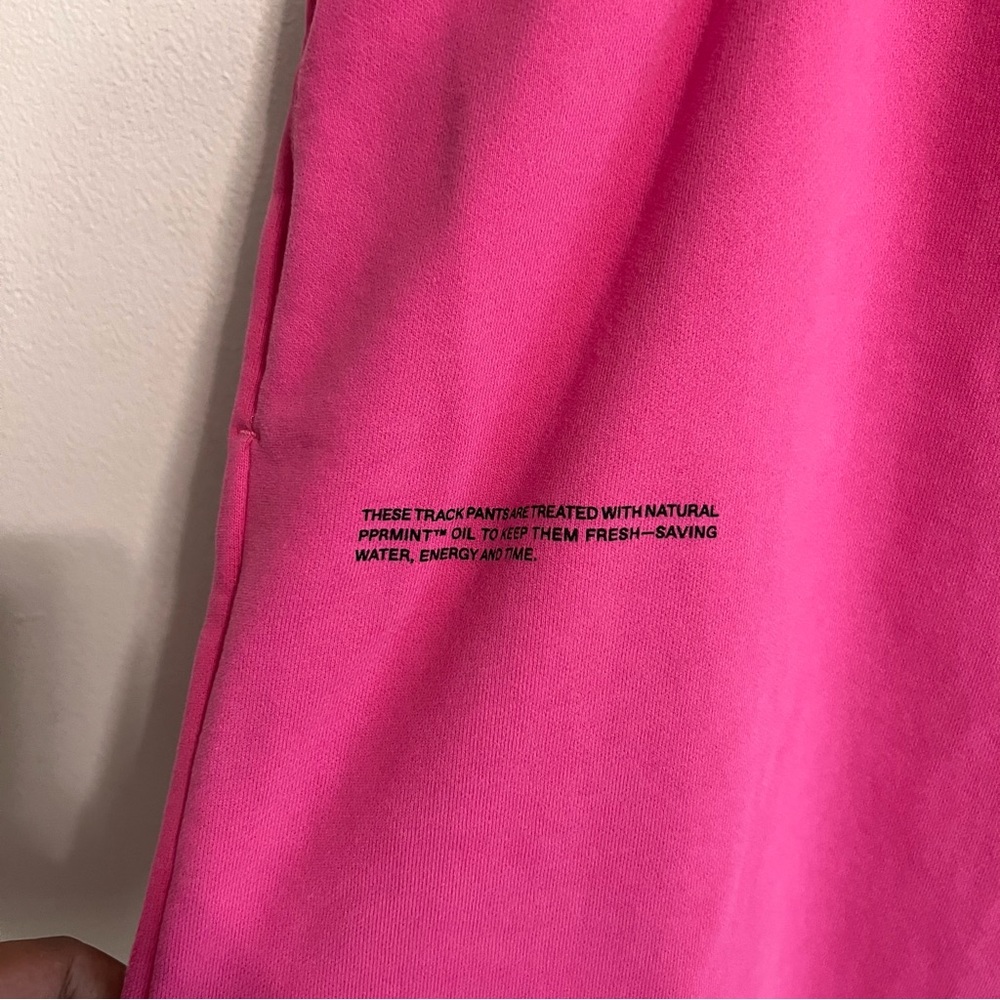 THESE TRACK PANTS ARE TREATED WITH NATURAL
PPRMINT™ OIL TO KEEP THEM FRESH—SAVING
WATER, ENERGY AND TIME.